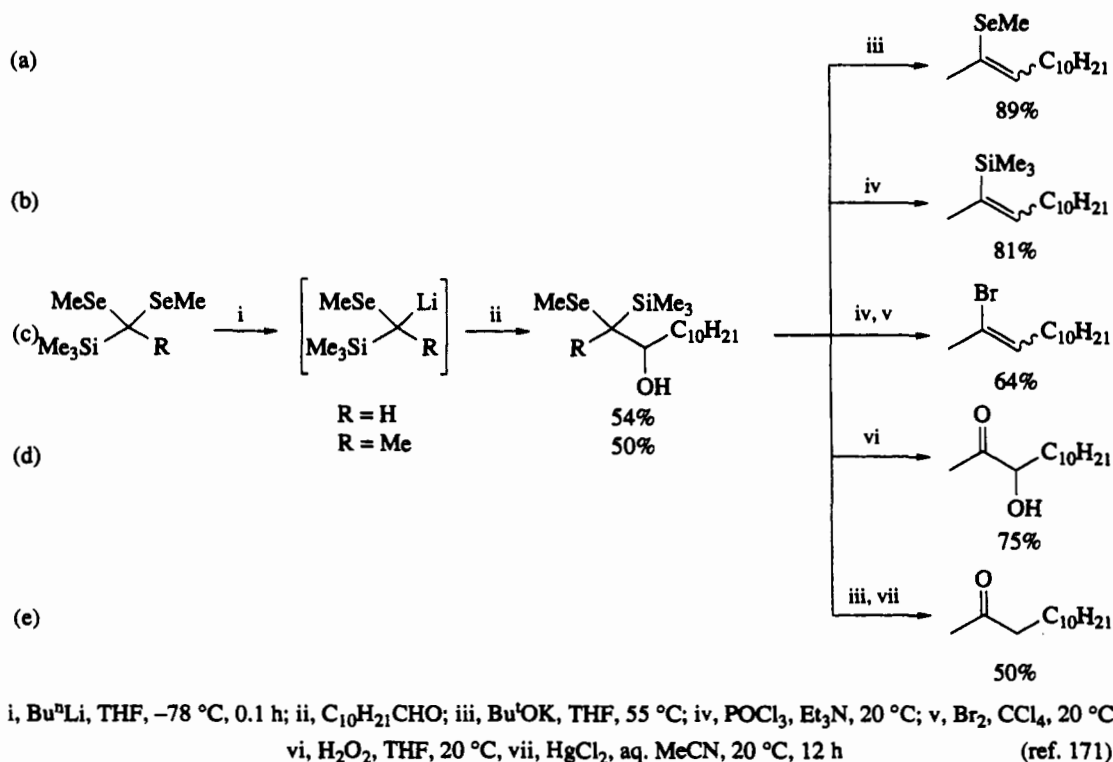 SeMe
(a) iii C₁₀H₂₁
89%
SiMe₃
(b) iv C₁₀H₂₁
81%
MeSe SeMe MeSe Li MeSe SiMe₃ Br
(c) i ii C₁₀H₂₁ iv, v C₁₀H₂₁
Me₃Si R Me₃Si R R OH 64%
R = H 54% O
R = Me 50%
(d) vi C₁₀H₂₁
OH
75%
O
(e) iii, vii C₁₀H₂₁
50%
i, BuⁿLi, THF, –78 °C, 0.1 h; ii, C₁₀H₂₁CHO; iii, BuᵗOK, THF, 55 °C; iv, POCl₃, Et₃N, 20 °C; v, Br₂, CCl₄, 20 °C
vi, H₂O₂, THF, 20 °C, vii, HgCl₂, aq. MeCN, 20 °C, 12 h (ref. 171)